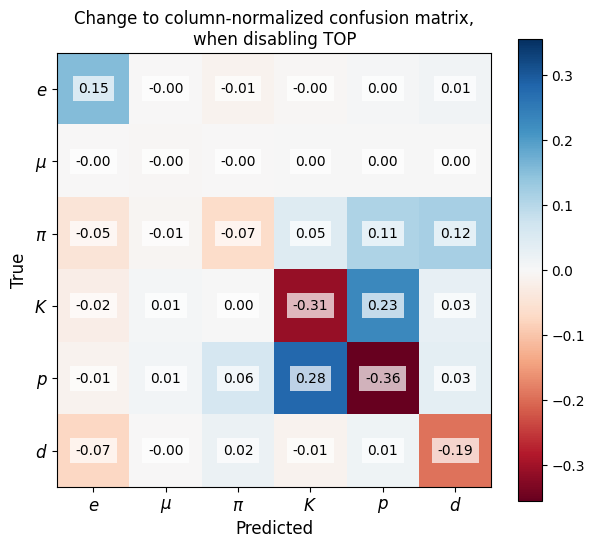 Change to column-normalized confusion matrix,
when disabling TOP
e 0.15 -0.00 -0.01 -0.00 0.00 0.01
μ -0.00 -0.00 -0.00 0.00 0.00 0.00
π -0.05 -0.01 -0.07 0.05 0.11 0.12
K -0.02 0.01 0.00 -0.31 0.23 0.03
p -0.01 0.01 0.06 0.28 -0.36 0.03
d -0.07 -0.00 0.02 -0.01 0.01 -0.19
e μ π K p d
Predicted
True
0.3
0.2
0.1
0.0
−0.1
−0.2
−0.3